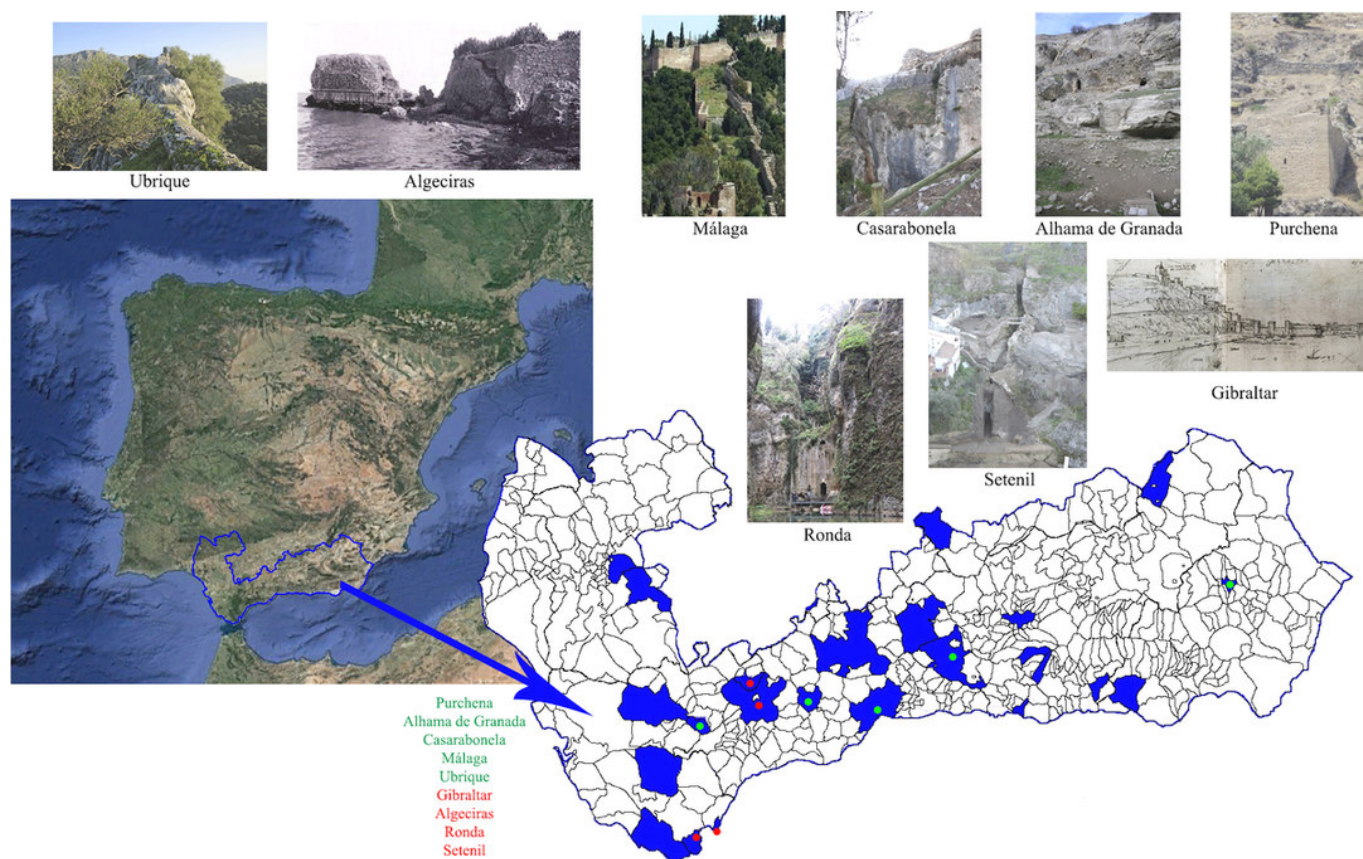 Ubrique
Algeciras
Málaga
Casarabonela
Alhama de Granada
Purchena
Gibraltar
Setenil
Ronda
Purchena
Alhama de Granada
Casarabonela
Málaga
Ubrique
Gibraltar
Algeciras
Ronda
Setenil